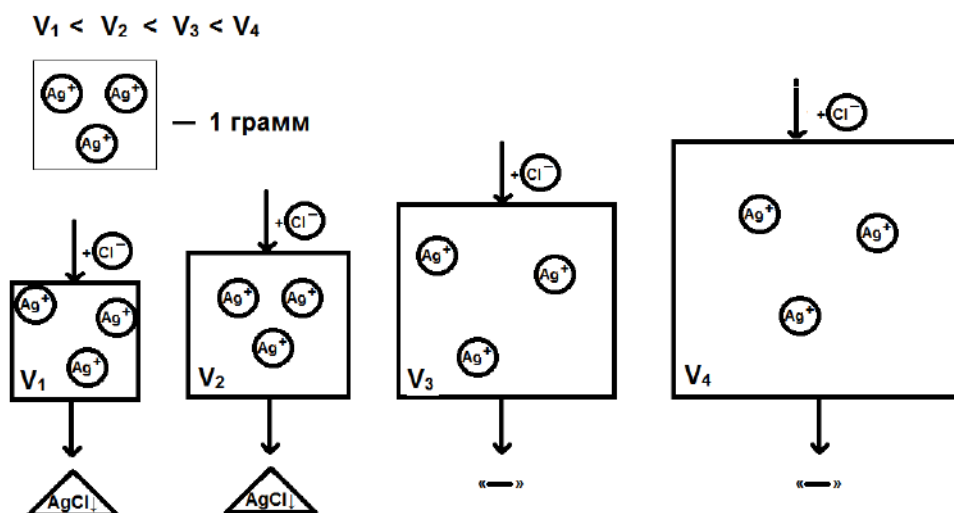 V₁ < V₂ < V₃ < V₄
Ag⁺ Ag⁺
Ag⁺
— 1 грамм
+ Cl⁻
+ Cl⁻
+ Cl⁻
+ Cl⁻
Ag⁺ Ag⁺ Ag⁺
V₁
Ag⁺ Ag⁺ Ag⁺
V₂
Ag⁺ Ag⁺ Ag⁺
V₃
Ag⁺ Ag⁺ Ag⁺
V₄
AgCl↓
AgCl↓
«—»
«—»